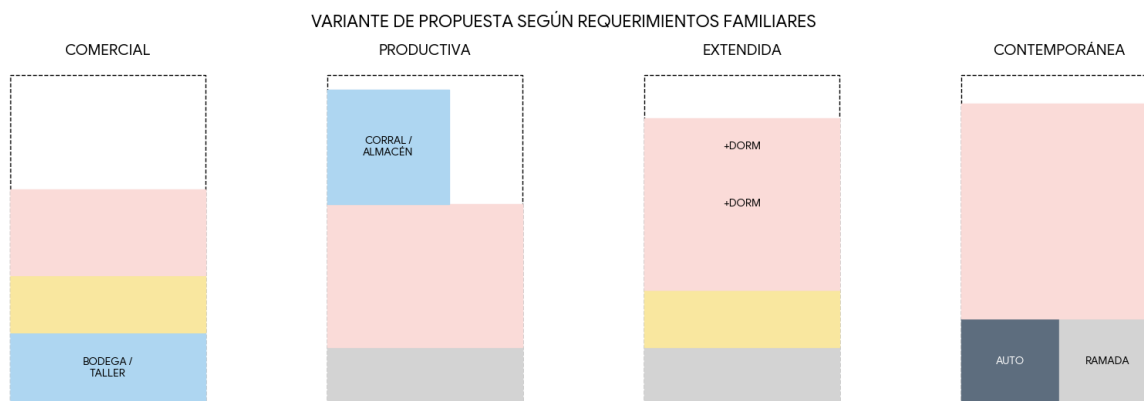 VARIANTE DE PROPUESTA SEGÚN REQUERIMIENTOS FAMILIARES
COMERCIAL
PRODUCTIVA
EXTENDIDA
CONTEMPORÁNEA
CORRAL /
ALMACÉN
+DORM
+DORM
BODEGA /
TALLER
AUTO
RAMADA